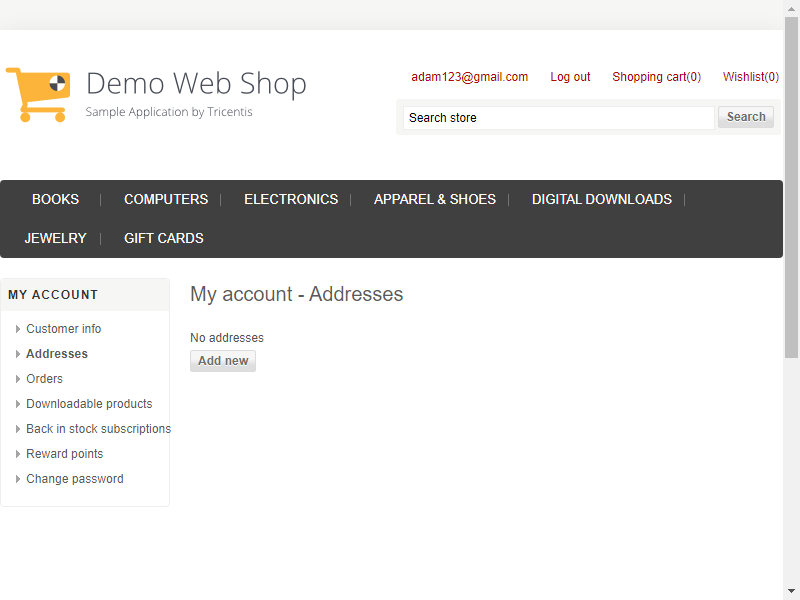 Demo Web Shop
Sample Application by Tricentis
adam123@gmail.com Log out Shopping cart(0) Wishlist(0)
Search store Search
BOOKS COMPUTERS ELECTRONICS APPAREL & SHOES DIGITAL DOWNLOADS
JEWELRY GIFT CARDS
MY ACCOUNT
Customer info
Addresses
Orders
Downloadable products
Back in stock subscriptions
Reward points
Change password
My account - Addresses
No addresses
Add new